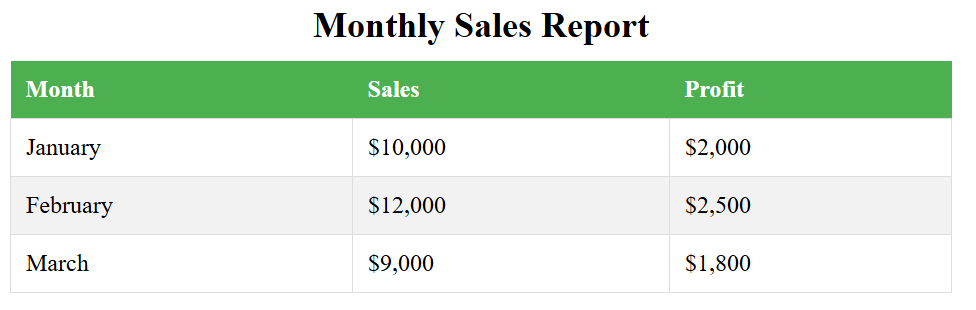 Monthly Sales Report
Month Sales Profit
January $10,000 $2,000
February $12,000 $2,500
March $9,000 $1,800